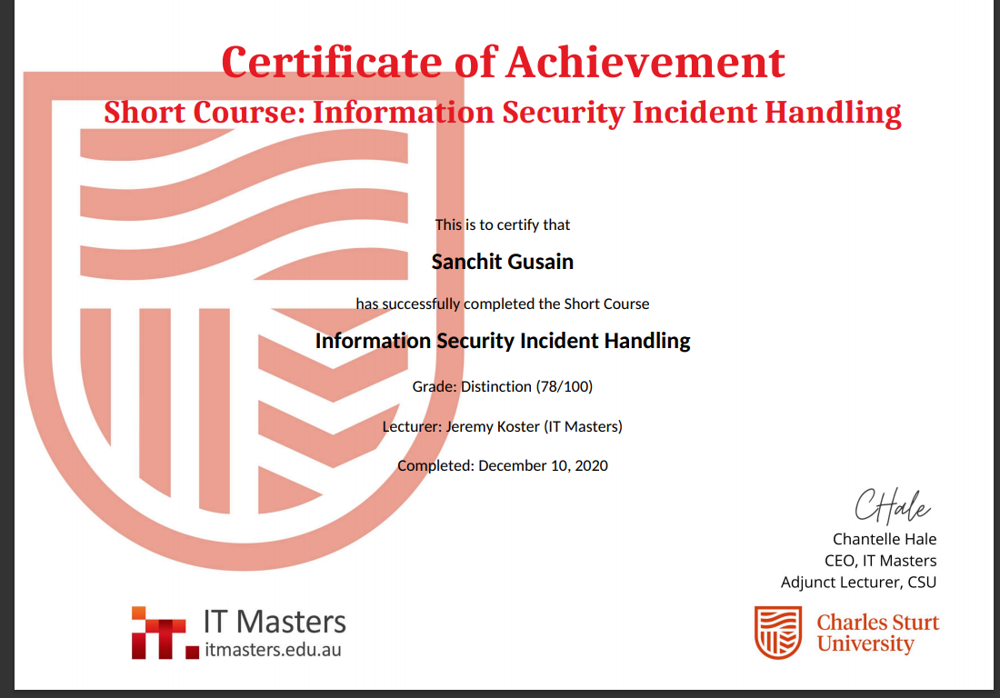 Certificate of Achievement
Short Course: Information Security Incident Handling
This is to certify that
Sanchit Gusain
has successfully completed the Short Course
Information Security Incident Handling
Grade: Distinction (78/100)
Lecturer: Jeremy Koster (IT Masters)
Completed: December 10, 2020
CHale
Chantelle Hale
CEO, IT Masters
Adjunct Lecturer, CSU
it.
IT Masters
itmasters.edu.au
Charles Sturt
University